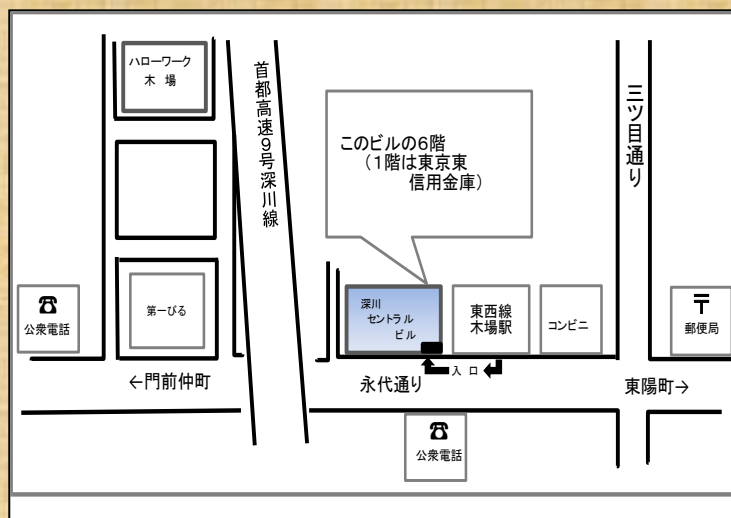 ハローワーク
木 場
首都高速9号深川線
三ツ目通り
このビルの6階
(1階は東京東
信用金庫)
公衆電話
第一びる
深川
セントラル
ビル
東西線
木場駅
コンビニ
〒
郵便局
入 口
←門前仲町
永代通り
東陽町→
公衆電話